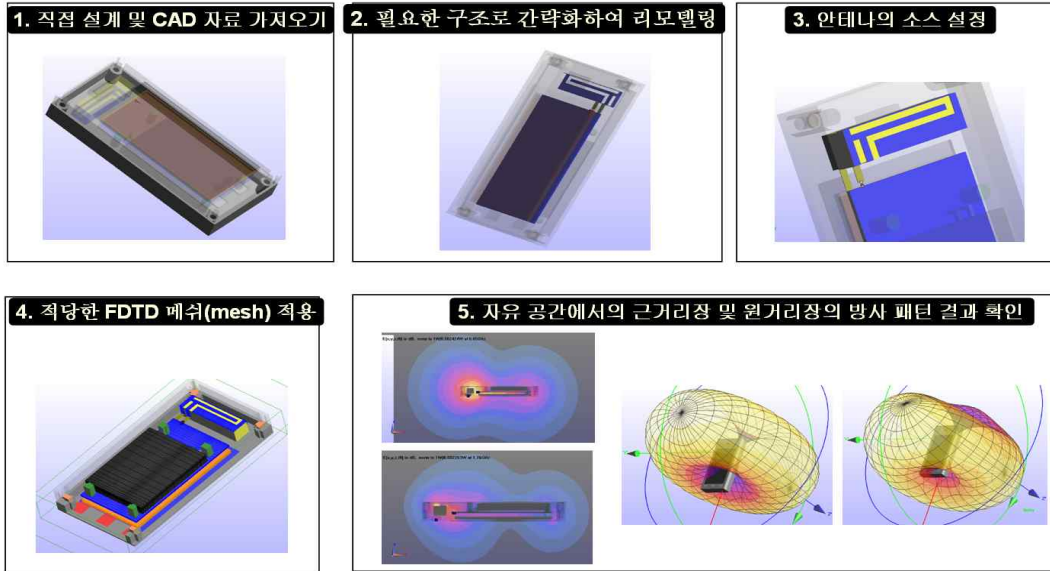 1. 직접 설계 및 CAD 자료 가져오기
2. 필요한 구조로 간략화하여 리모델링
3. 안테나의 소스 설정
4. 적당한 FDTD 메쉬(mesh) 적용
5. 자유 공간에서의 근거리장 및 원거리장의 방사 패턴 결과 확인